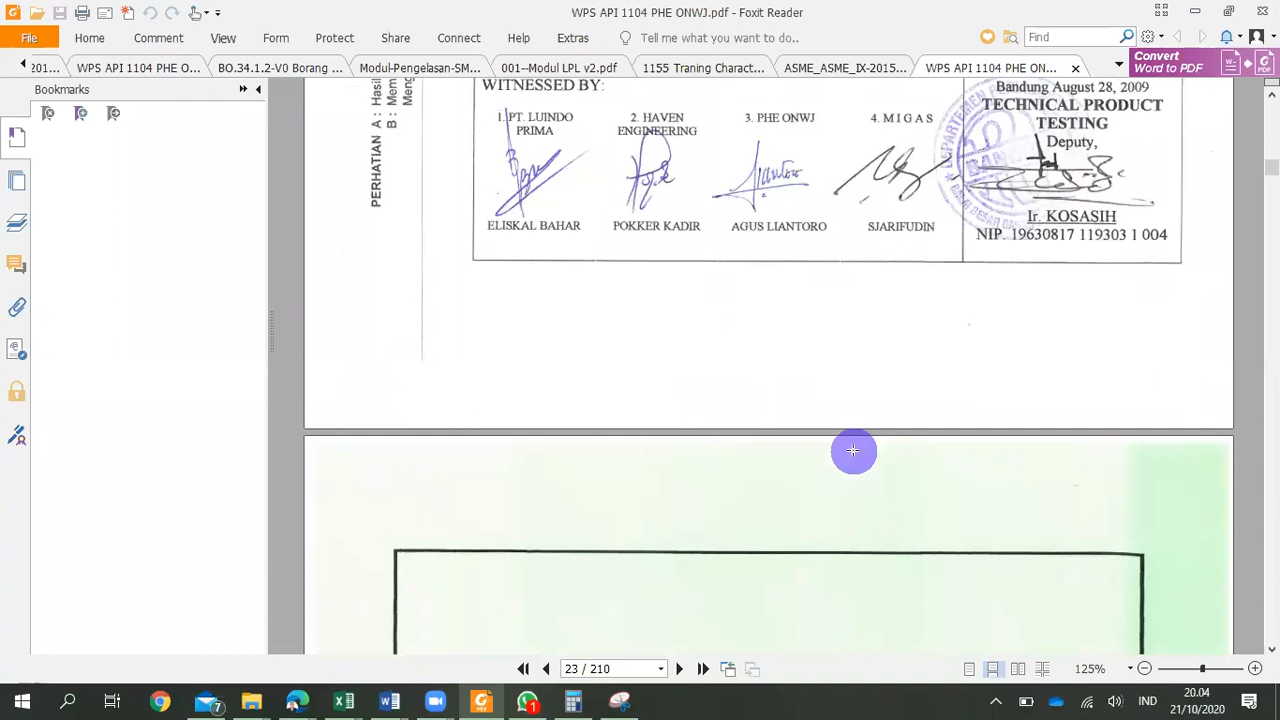 WPS API 1104 PHE ONWJ.pdf - Foxit Reader
File Home Comment View Form Protect Share Connect Help Extras Tell me what you want to do.. Find
Convert Word to PDF
201... WPS API 1104 PHE O... BO.34.1.2-V0 Borang ... Modul-Pengelasan-SM... 001-Modul LPL v2.pdf 1155 Traning Charact... ASME_ASME_IX-2015... WPS API 1104 PHE ON...
Bookmarks
PERHATIAN A : Hasil
B : Mem
Meng
WITNESSED BY:
1. PT. LUINDO PRIMA
2. HAVEN ENGINEERING
3. PHE ONWJ
4. M I G A S
ELISKAL BAHAR
POKKER KADIR
AGUS LIANTORO
SJARIFUDIN
Bandung August 28, 2009
TECHNICAL PRODUCT
TESTING
Deputy,
Ir. KOSASIH
NIP. 19630817 119303 1 004
23 / 210
125%
7
1
IND
20.04
21/10/2020